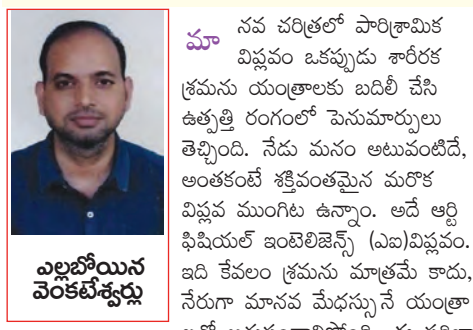 మానవ చరిత్రలో పారిశ్రామిక
విప్లవం ఒకప్పుడు శారీరక
శ్రమను యంత్రాలకు బదిలీ చేసి
ఉత్పత్తి రంగంలో పెనుమార్పులు
తెచ్చింది. నేడు మనం అటువంటిదే,
అంతకంటే శక్తివంతమైన మరొక
విప్లవ ముంగిట ఉన్నాం. అదే ఆర్టి
ఫిషియల్ ఇంటెలిజెన్స్ (ఎఐ)విప్లవం.
ఇది కేవలం శ్రమను మాత్రమే కాదు,
నేరుగా మానవ మేధస్సునే యంత్రా
ఎల్లబోయిన
వెంకటేశ్వర్లు